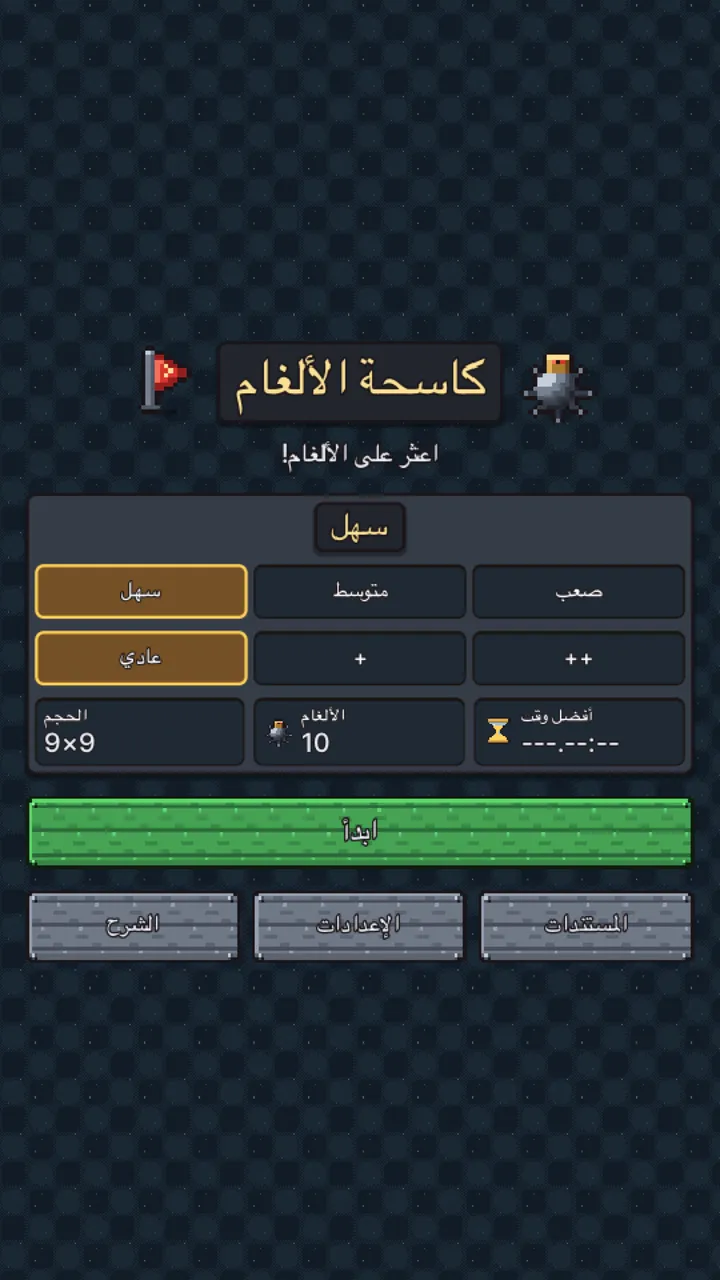 كاسحة الألغام
اعثر على الألغام!
سهل
سهل
متوسط
صعب
عادي
+
++
الحجم
9×9
الألغام
10
أفضل وقت
--:--.---
ابدأ
الشرح
الإعدادات
المستندات